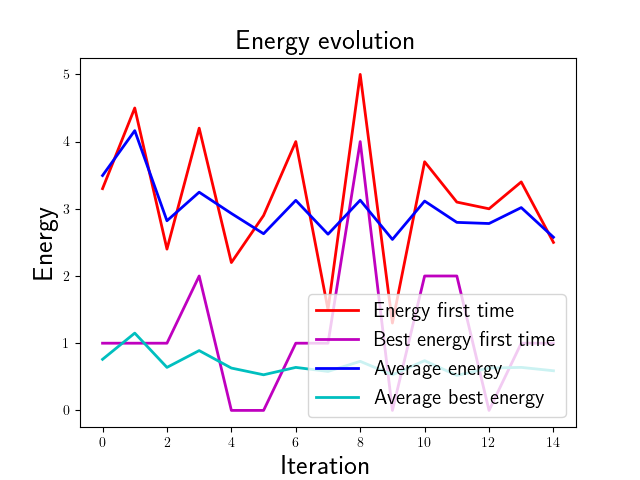 Energy evolution
Energy
5
4
3
2
1
0
Energy first time
Best energy first time
Average energy
Average best energy
0 2 4 6 8 10 12 14
Iteration